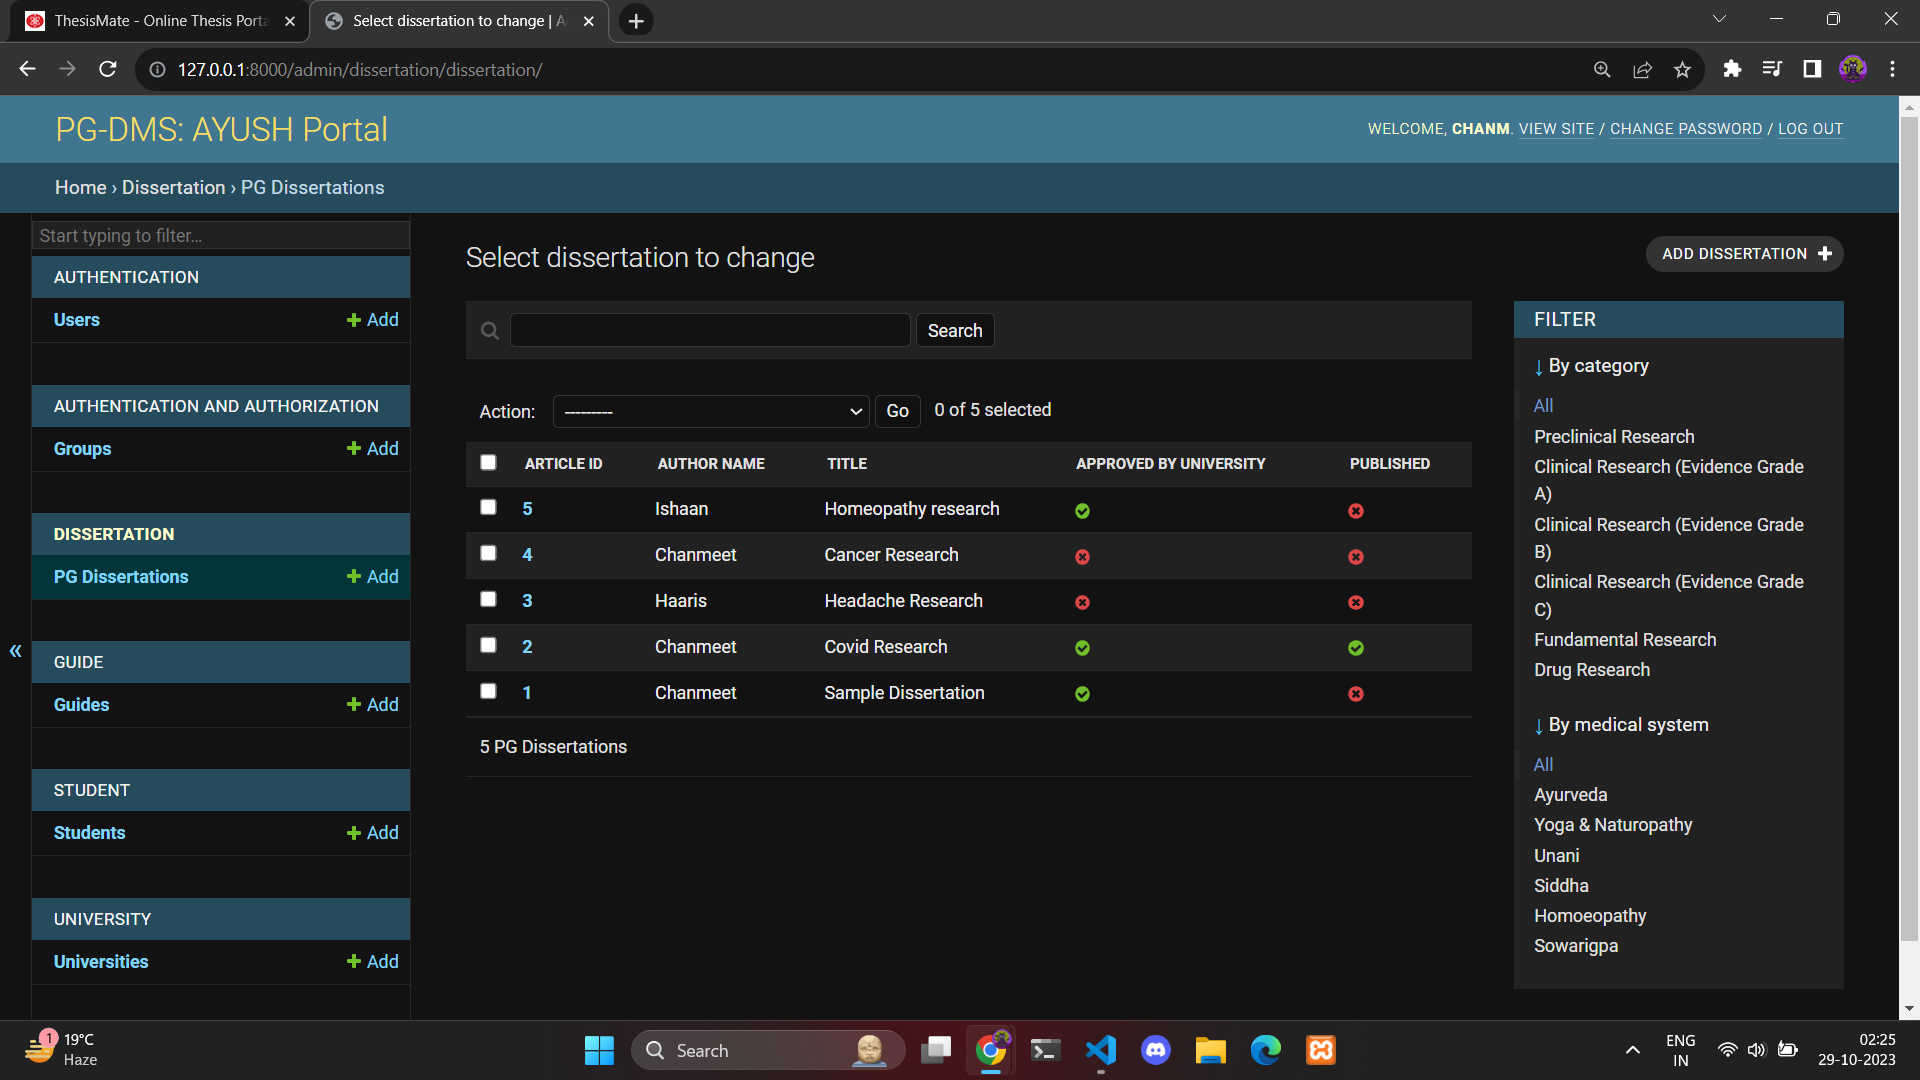 ThesisMate - Online Thesis Porta
Select dissertation to change | A
127.0.0.1:8000/admin/dissertation/dissertation/
PG-DMS: AYUSH Portal
WELCOME, CHANM. VIEW SITE / CHANGE PASSWORD / LOG OUT
Home › Dissertation › PG Dissertations
Start typing to filter...
AUTHENTICATION
Users + Add
AUTHENTICATION AND AUTHORIZATION
Groups + Add
DISSERTATION
PG Dissertations + Add
«
GUIDE
Guides + Add
STUDENT
Students + Add
UNIVERSITY
Universities + Add
Select dissertation to change
ADD DISSERTATION +
Search
Action: --------- Go 0 of 5 selected
ARTICLE ID AUTHOR NAME TITLE APPROVED BY UNIVERSITY PUBLISHED
5 Ishaan Homeopathy research
4 Chanmeet Cancer Research
3 Haaris Headache Research
2 Chanmeet Covid Research
1 Chanmeet Sample Dissertation
5 PG Dissertations
FILTER
↓ By category
All
Preclinical Research
Clinical Research (Evidence Grade
A)
Clinical Research (Evidence Grade
B)
Clinical Research (Evidence Grade
C)
Fundamental Research
Drug Research
↓ By medical system
All
Ayurveda
Yoga & Naturopathy
Unani
Siddha
Homoeopathy
Sowarigpa
1
19°C
Haze
Search
ENG
IN
02:25
29-10-2023